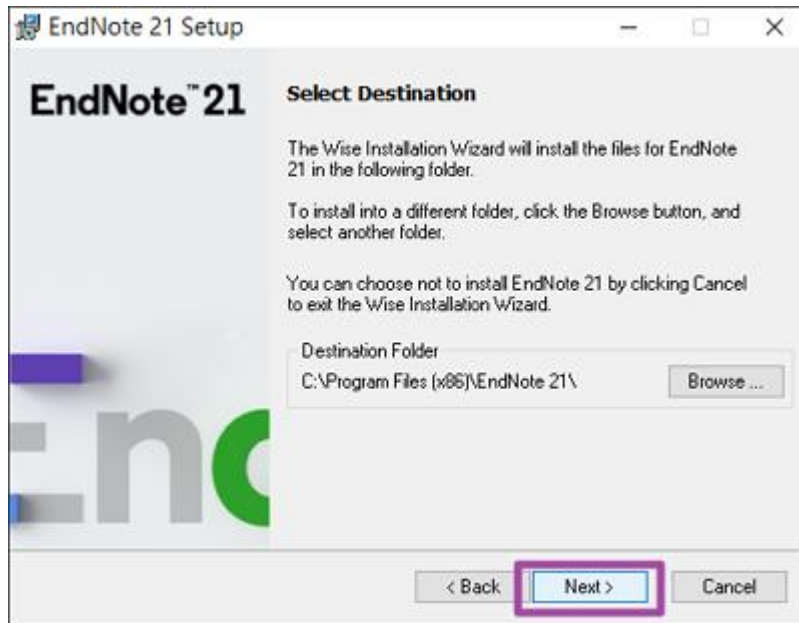 EndNote 21 Setup
EndNote™21
Select Destination
The Wise Installation Wizard will install the files for EndNote
21 in the following folder.
To install into a different folder, click the Browse button, and
select another folder.
You can choose not to install EndNote 21 by clicking Cancel
to exit the Wise Installation Wizard.
Destination Folder
C:\Program Files (x86)\EndNote 21\
Browse ...
End
< Back
Next >
Cancel